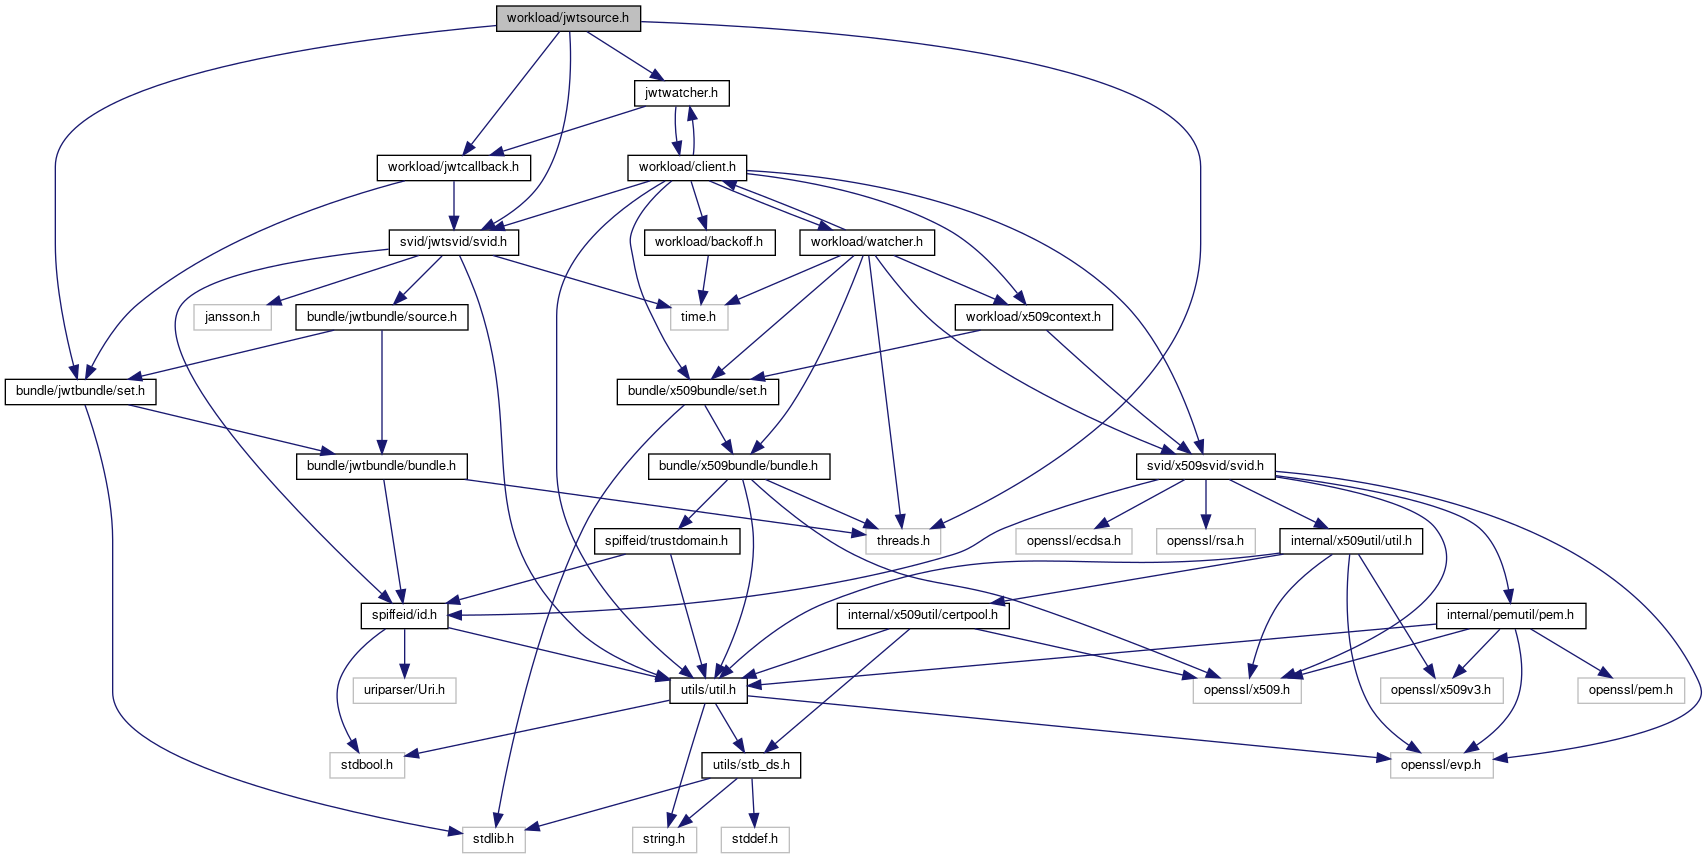 workload/jwtsource.h
jwtwatcher.h
workload/jwtcallback.h
workload/client.h
svid/jwtsvid/svid.h
workload/backoff.h
workload/watcher.h
jansson.h
bundle/jwtbundle/source.h
time.h
workload/x509context.h
bundle/jwtbundle/set.h
bundle/x509bundle/set.h
bundle/jwtbundle/bundle.h
bundle/x509bundle/bundle.h
svid/x509svid/svid.h
spiffeid/trustdomain.h
threads.h
openssl/ecdsa.h
openssl/rsa.h
internal/x509util/util.h
spiffeid/id.h
internal/x509util/certpool.h
internal/pemutil/pem.h
uriparser/Uri.h
utils/util.h
openssl/x509.h
openssl/x509v3.h
openssl/pem.h
stdbool.h
utils/stb_ds.h
openssl/evp.h
stdlib.h
string.h
stddef.h